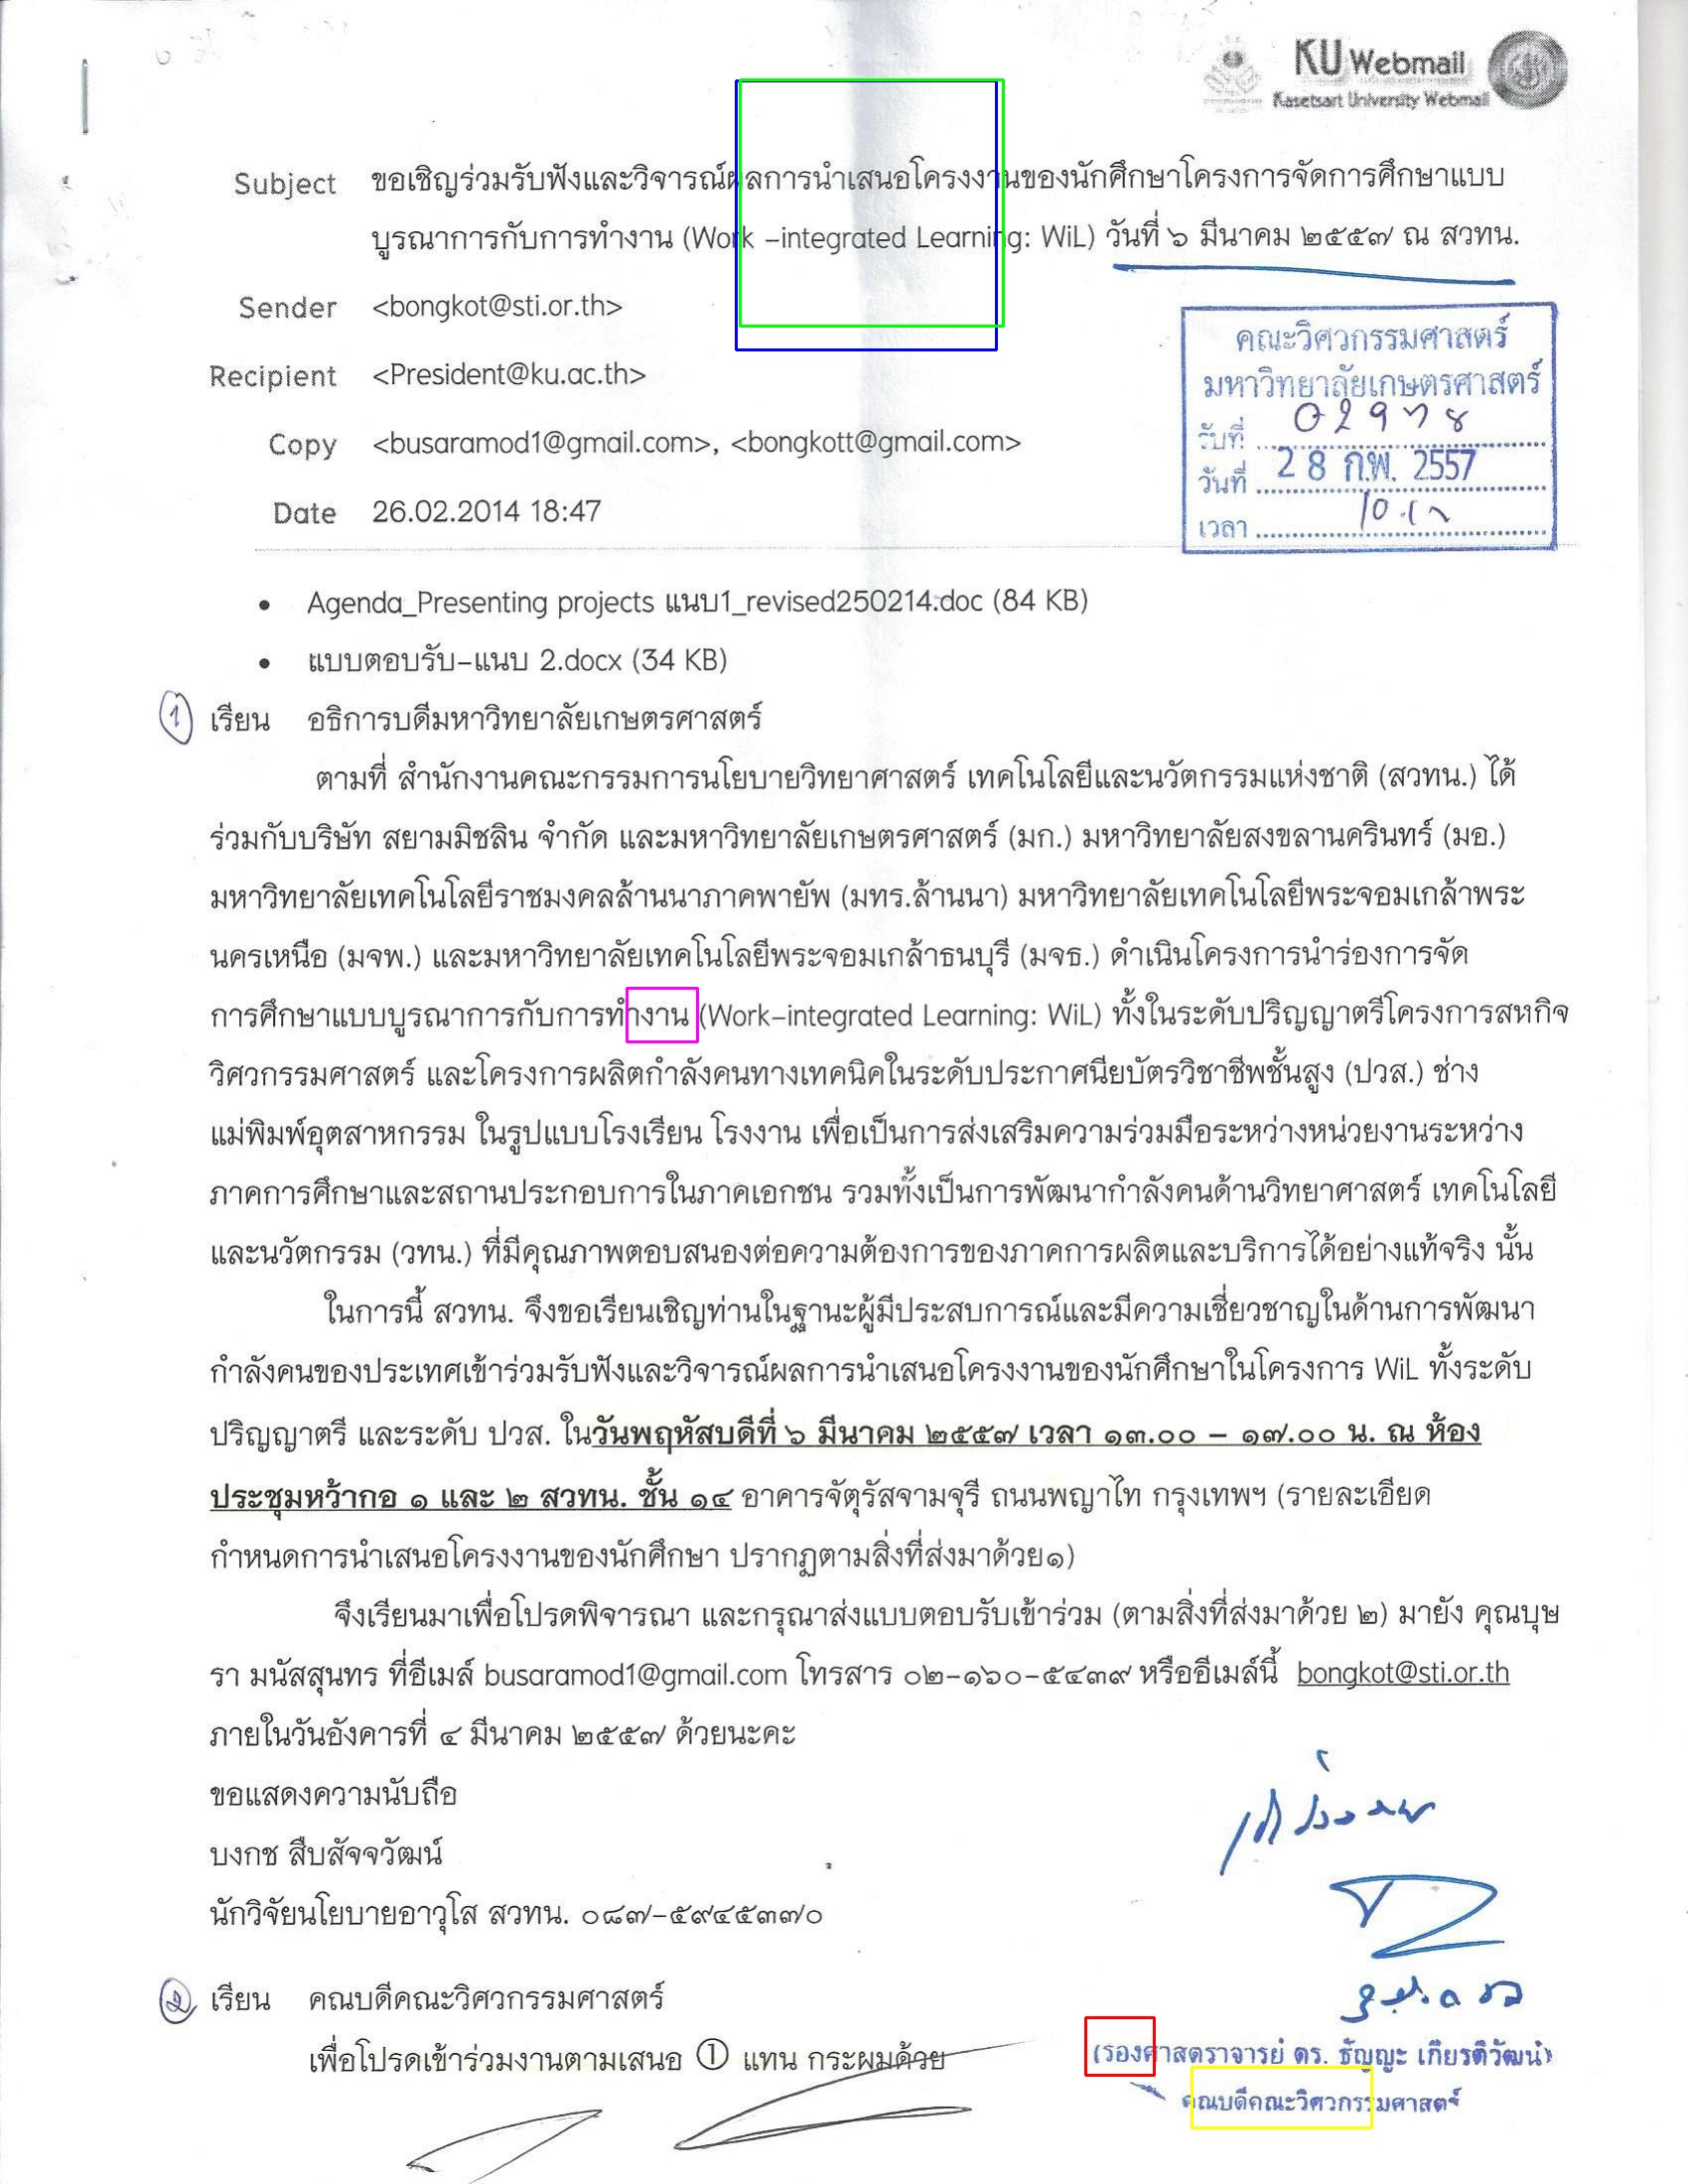 KU Webmail
Kasetsart University Webmail
Subject ขอเชิญร่วมรับฟังและวิจารณ์ผลการนำเสนอโครงงานของนักศึกษาโครงการจัดการศึกษาแบบ
บูรณาการกับการทำงาน (Work –integrated Learning: WiL) วันที่ ๖ มีนาคม ๒๕๕๗ ณ สวทน.
Sender <bongkot@sti.or.th>
Recipient <President@ku.ac.th>
Copy <busaramod1@gmail.com>, <bongkott@gmail.com>
Date 26.02.2014 18:47
คณะวิศวกรรมศาสตร์
มหาวิทยาลัยเกษตรศาสตร์
รับที่
วันที่ 28 ก.พ. 2557
เวลา
• Agenda_Presenting projects แนบ1_revised250214.doc (84 KB)
• แบบตอบรับ-แนบ 2.docx (34 KB)
1 เรียน อธิการบดีมหาวิทยาลัยเกษตรศาสตร์
ตามที่ สำนักงานคณะกรรมการนโยบายวิทยาศาสตร์ เทคโนโลยีและนวัตกรรมแห่งชาติ (สวทน.) ได้
ร่วมกับบริษัท สยามมิชลิน จำกัด และมหาวิทยาลัยเกษตรศาสตร์ (มก.) มหาวิทยาลัยสงขลานครินทร์ (มอ.)
มหาวิทยาลัยเทคโนโลยีราชมงคลล้านนาภาคพายัพ (มทร.ล้านนา) มหาวิทยาลัยเทคโนโลยีพระจอมเกล้าพระ
นครเหนือ (มจพ.) และมหาวิทยาลัยเทคโนโลยีพระจอมเกล้าธนบุรี (มจธ.) ดำเนินโครงการนำร่องการจัด
การศึกษาแบบบูรณาการกับการทำงาน (Work-integrated Learning: WiL) ทั้งในระดับปริญญาตรีโครงการสหกิจ
วิศวกรรมศาสตร์ และโครงการผลิตกำลังคนทางเทคนิคในระดับประกาศนียบัตรวิชาชีพชั้นสูง (ปวส.) ช่าง
แม่พิมพ์อุตสาหกรรม ในรูปแบบโรงเรียน โรงงาน เพื่อเป็นการส่งเสริมความร่วมมือระหว่างหน่วยงานระหว่าง
ภาคการศึกษาและสถานประกอบการในภาคเอกชน รวมทั้งเป็นการพัฒนากำลังคนด้านวิทยาศาสตร์ เทคโนโลยี
และนวัตกรรม (วทน.) ที่มีคุณภาพตอบสนองต่อความต้องการของภาคการผลิตและบริการได้อย่างแท้จริง นั้น
ในการนี้ สวทน. จึงขอเรียนเชิญท่านในฐานะผู้มีประสบการณ์และมีความเชี่ยวชาญในด้านการพัฒนา
กำลังคนของประเทศเข้าร่วมรับฟังและวิจารณ์ผลการนำเสนอโครงงานของนักศึกษาในโครงการ WiL ทั้งระดับ
ปริญญาตรี และระดับ ปวส. ในวันพฤหัสบดีที่ ๖ มีนาคม ๒๕๕๗ เวลา ๑๓.๐๐ – ๑๗.๐๐ น. ณ ห้อง
ประชุมหว้ากอ ๑ และ ๒ สวทน. ชั้น ๑๔ อาคารจัตุรัสจามจุรี ถนนพญาไท กรุงเทพฯ (รายละเอียด
กำหนดการนำเสนอโครงงานของนักศึกษา ปรากฏตามสิ่งที่ส่งมาด้วย๑)
จึงเรียนมาเพื่อโปรดพิจารณา และกรุณาส่งแบบตอบรับเข้าร่วม (ตามสิ่งที่ส่งมาด้วย ๒) มายัง คุณบุษ
รา มนัสสุนทร ที่อีเมล์ busaramod1@gmail.com โทรสาร ๐๒-๑๖๐-๕๔๓๙ หรืออีเมล์นี้ bongkot@sti.or.th
ภายในวันอังคารที่ ๔ มีนาคม ๒๕๕๗ ด้วยนะคะ
ขอแสดงความนับถือ
บงกช สืบสัจจวัฒน์
นักวิจัยนโยบายอาวุโส สวทน. ๐๘๗-๕๙๔๕๓๗๐
๒ เรียน คณบดีคณะวิศวกรรมศาสตร์
เพื่อโปรดเข้าร่วมงานตามเสนอ ① แทน กระผมด้วย
(รองศาสตราจารย์ ดร. ธัญญะ เกียรติวัฒน์)
คณบดีคณะวิศวกรรมศาสตร์